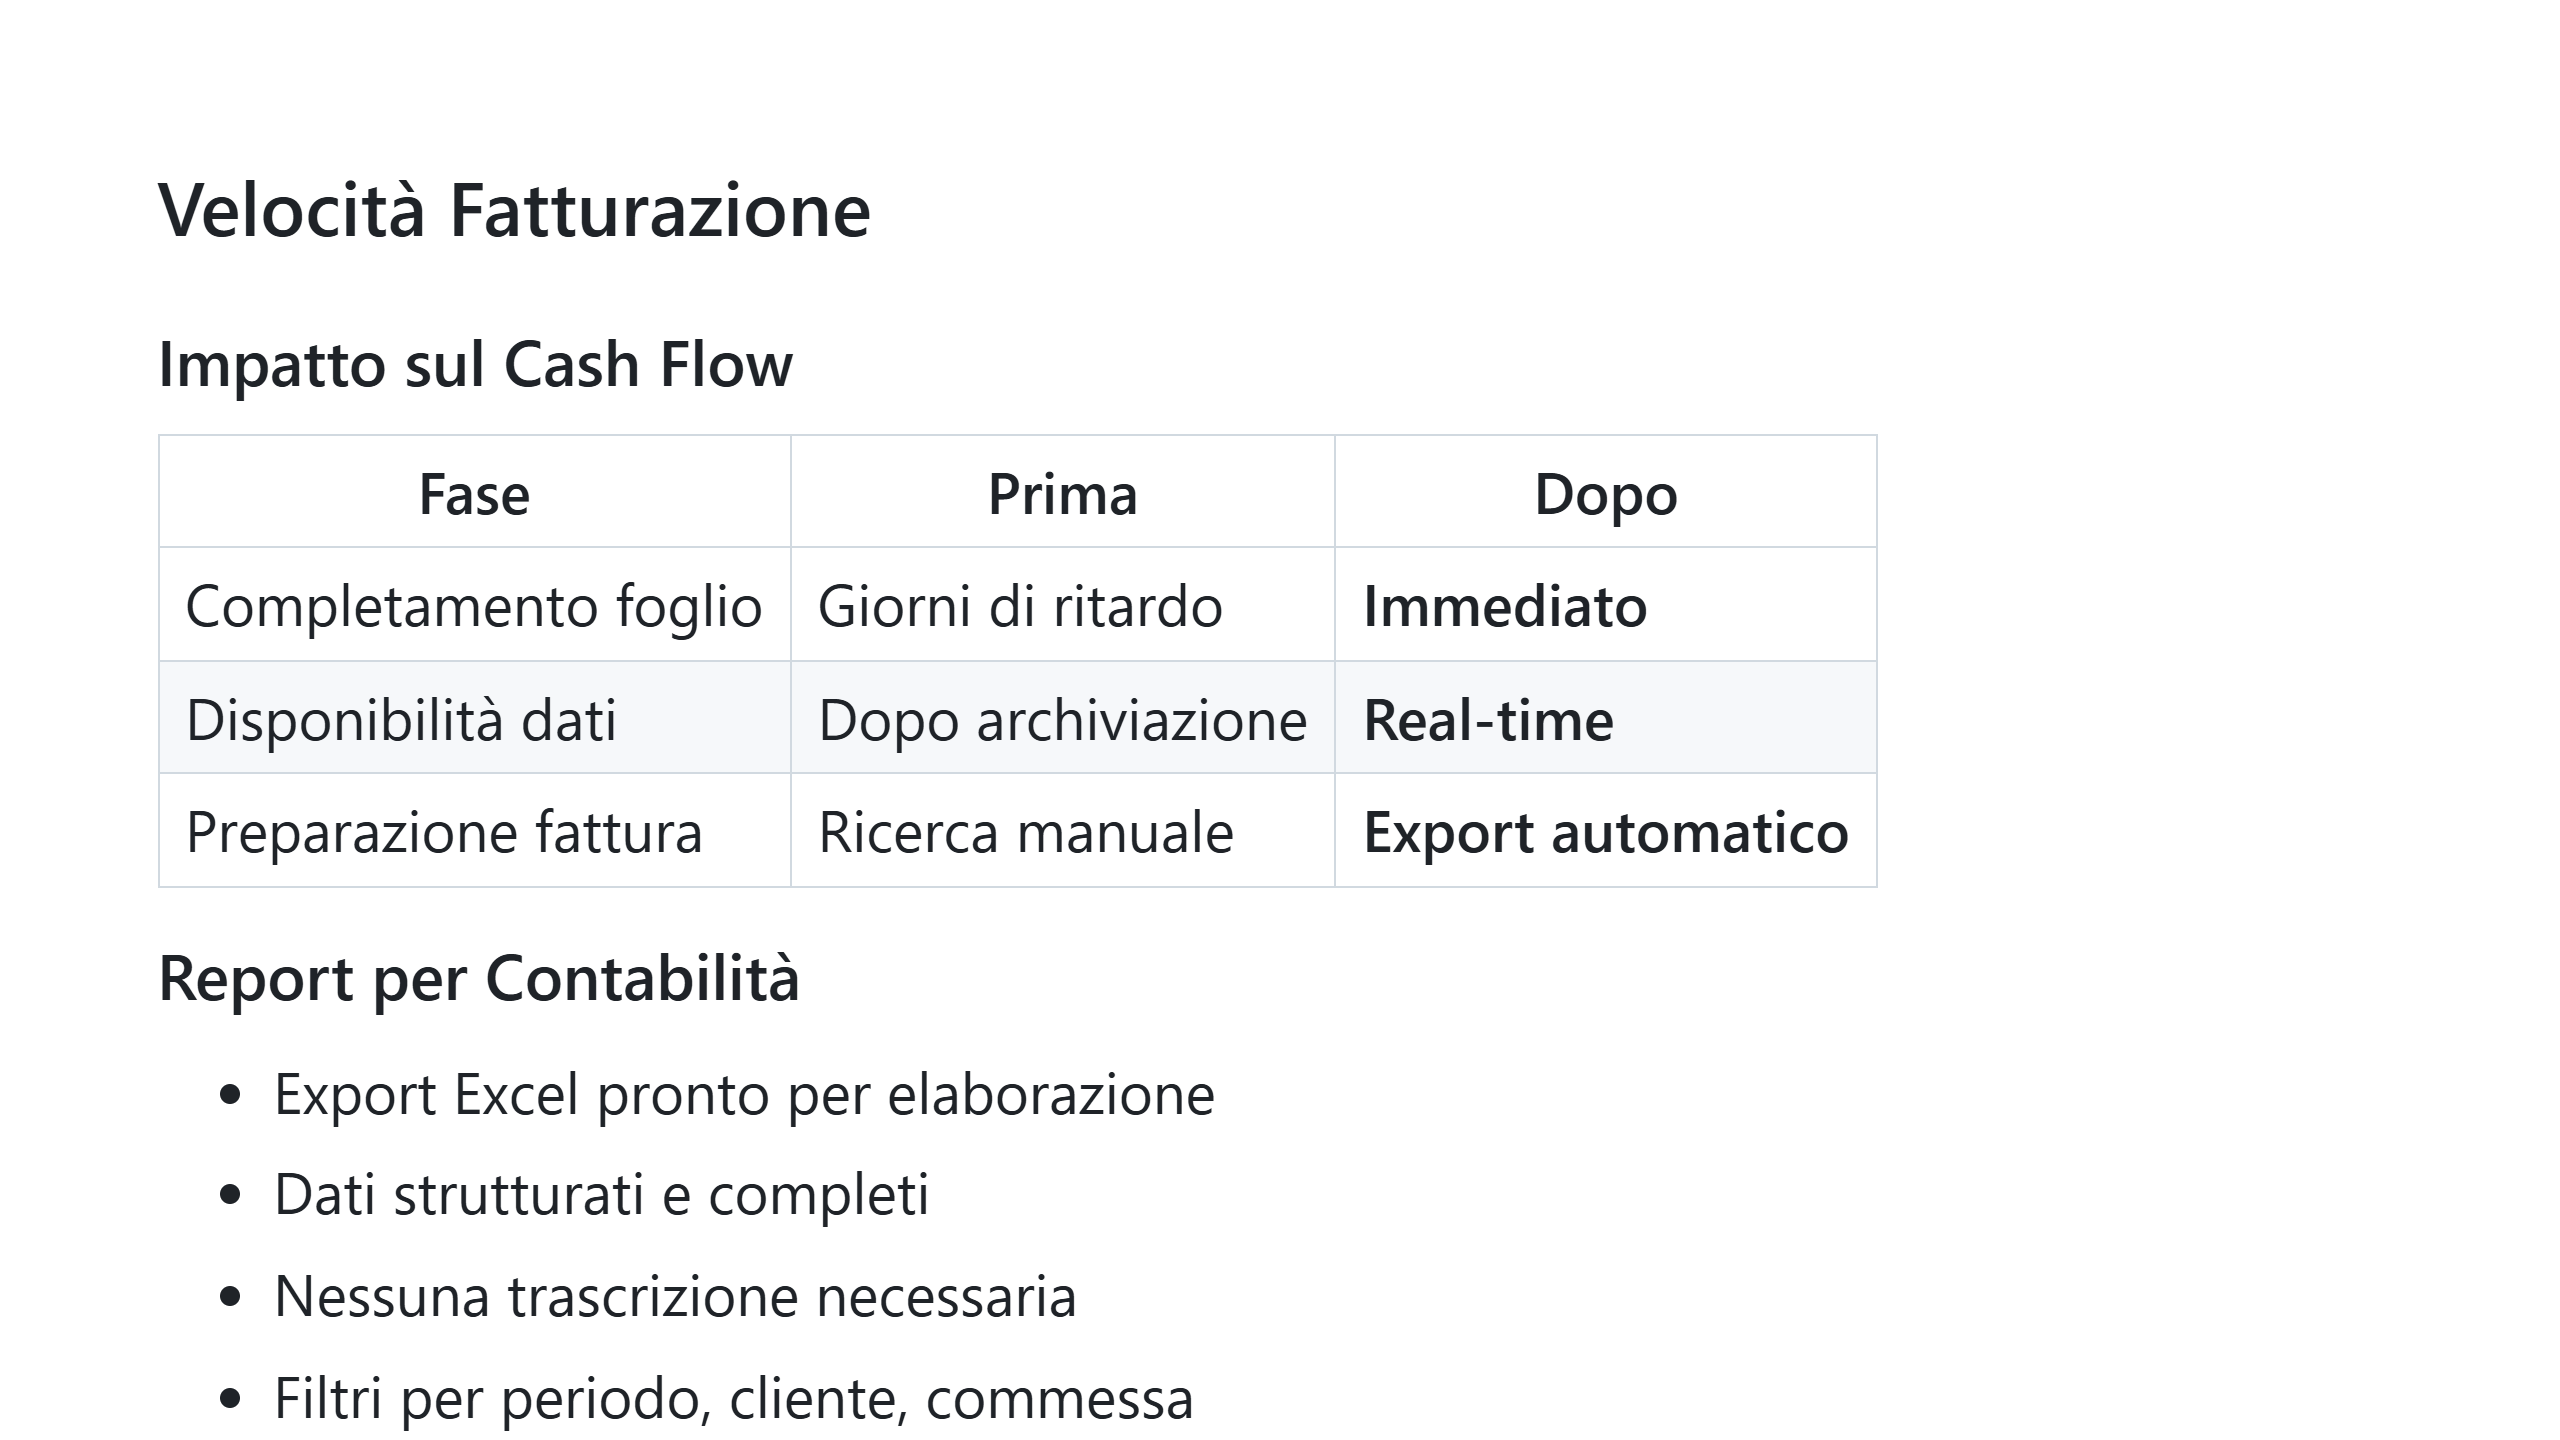 Velocità Fatturazione
Impatto sul Cash Flow
Fase Prima Dopo
Completamento foglio Giorni di ritardo Immediato
Disponibilità dati Dopo archiviazione Real-time
Preparazione fattura Ricerca manuale Export automatico
Report per Contabilità
• Export Excel pronto per elaborazione
• Dati strutturati e completi
• Nessuna trascrizione necessaria
• Filtri per periodo, cliente, commessa